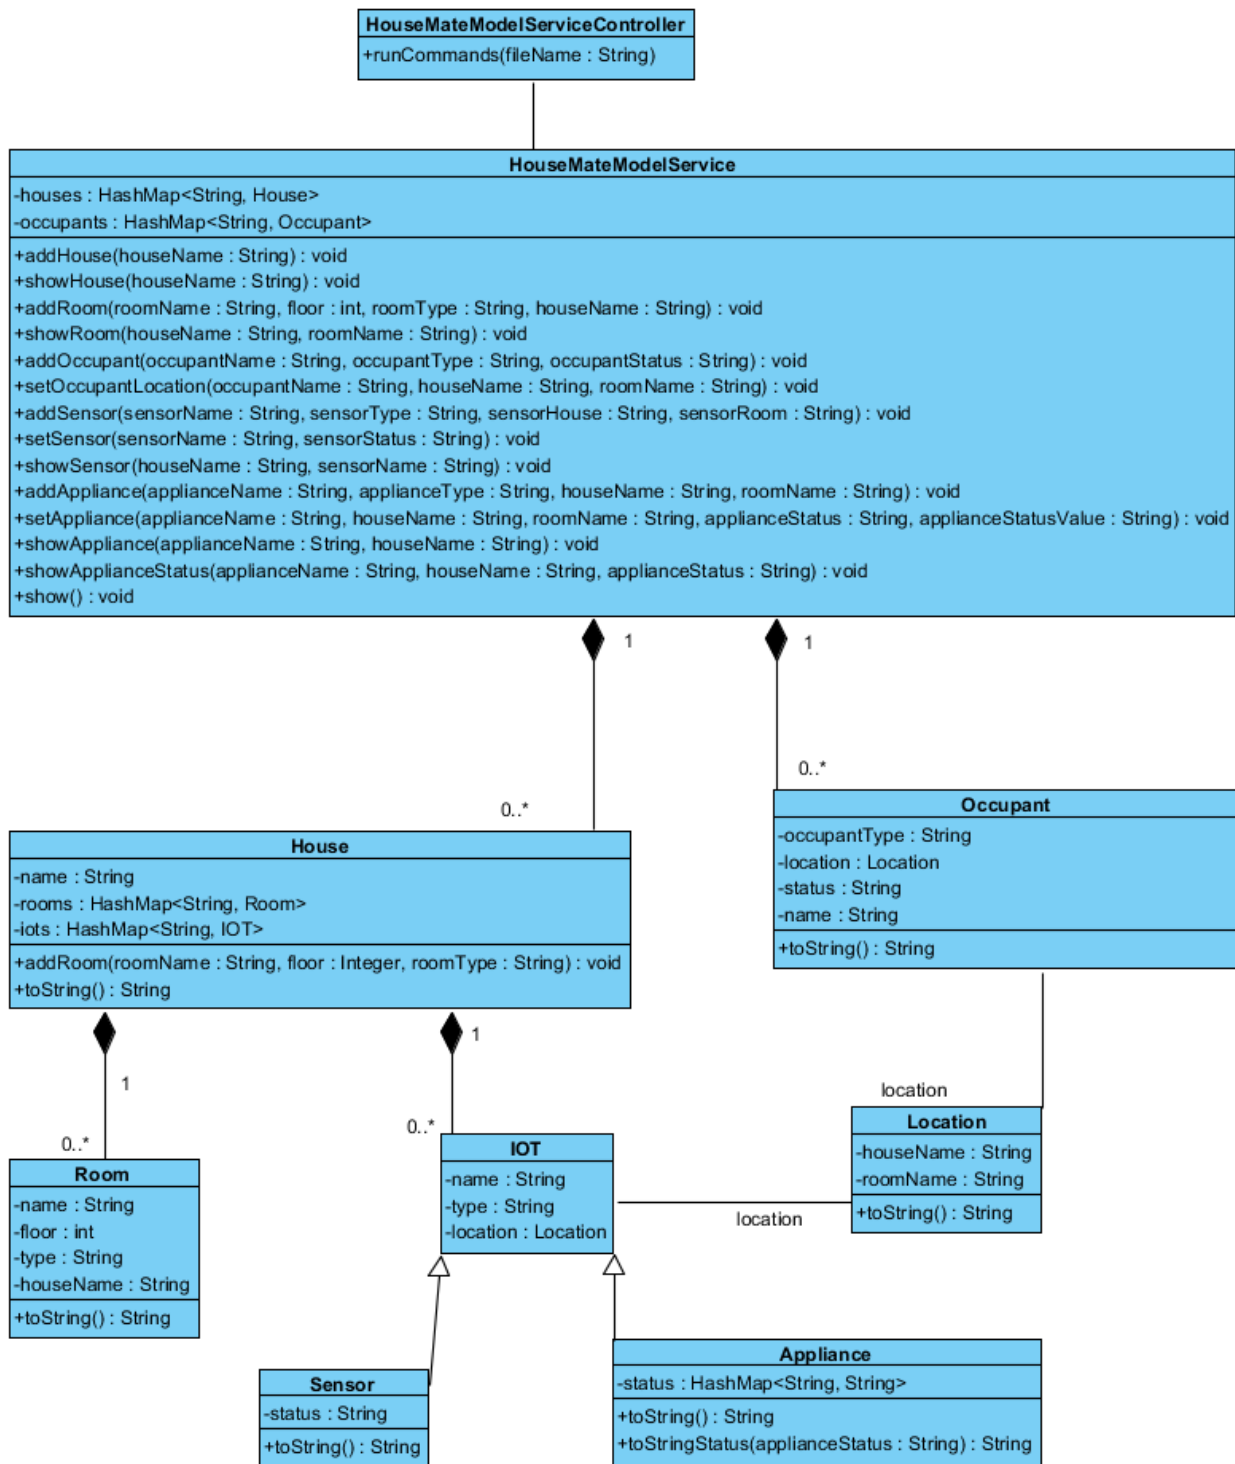 HouseMateModelServiceController
+runCommands(fileName : String)
HouseMateModelService
-houses : HashMap<String, House>
-occupants : HashMap<String, Occupant>
+addHouse(houseName : String) : void
+showHouse(houseName : String) : void
+addRoom(roomName : String, floor : int, roomType : String, houseName : String) : void
+showRoom(houseName : String, roomName : String) : void
+addOccupant(occupantName : String, occupantType : String, occupantStatus : String) : void
+setOccupantLocation(occupantName : String, houseName : String, roomName : String) : void
+addSensor(sensorName : String, sensorType : String, sensorHouse : String, sensorRoom : String) : void
+setSensor(sensorName : String, sensorStatus : String) : void
+showSensor(houseName : String, sensorName : String) : void
+addAppliance(applianceName : String, applianceType : String, houseName : String, roomName : String) : void
+setAppliance(applianceName : String, houseName : String, roomName : String, applianceStatus : String, applianceStatusValue : String) : void
+showAppliance(applianceName : String, houseName : String) : void
+showApplianceStatus(applianceName : String, houseName : String, applianceStatus : String) : void
+show() : void
1
1
0..*
0..*
House
-name : String
-rooms : HashMap<String, Room>
-iots : HashMap<String, IOT>
+addRoom(roomName : String, floor : Integer, roomType : String) : void
+toString() : String
Occupant
-occupantType : String
-location : Location
-status : String
-name : String
+toString() : String
1
1
0..*
0..*
location
Room
-name : String
-floor : int
-type : String
-houseName : String
+toString() : String
IOT
-name : String
-type : String
-location : Location
location
Location
-houseName : String
-roomName : String
+toString() : String
Sensor
-status : String
+toString() : String
Appliance
-status : HashMap<String, String>
+toString() : String
+toStringStatus(applianceStatus : String) : String